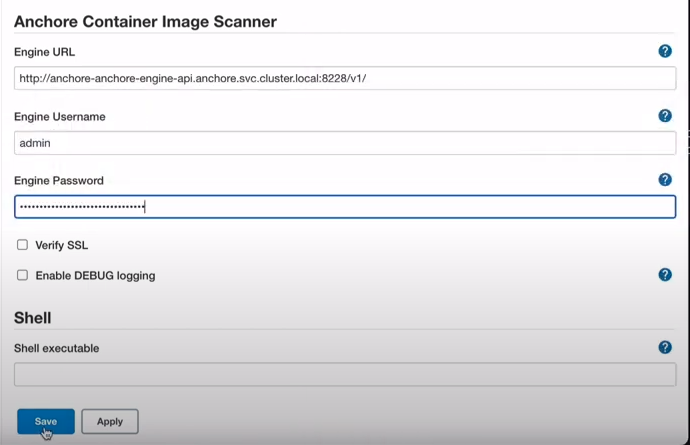 Anchore Container Image Scanner
Engine URL
http://anchore-anchore-engine-api.anchore.svc.cluster.local:8228/v1/
Engine Username
admin
Engine Password
Verify SSL
Enable DEBUG logging
Shell
Shell executable
Save Apply